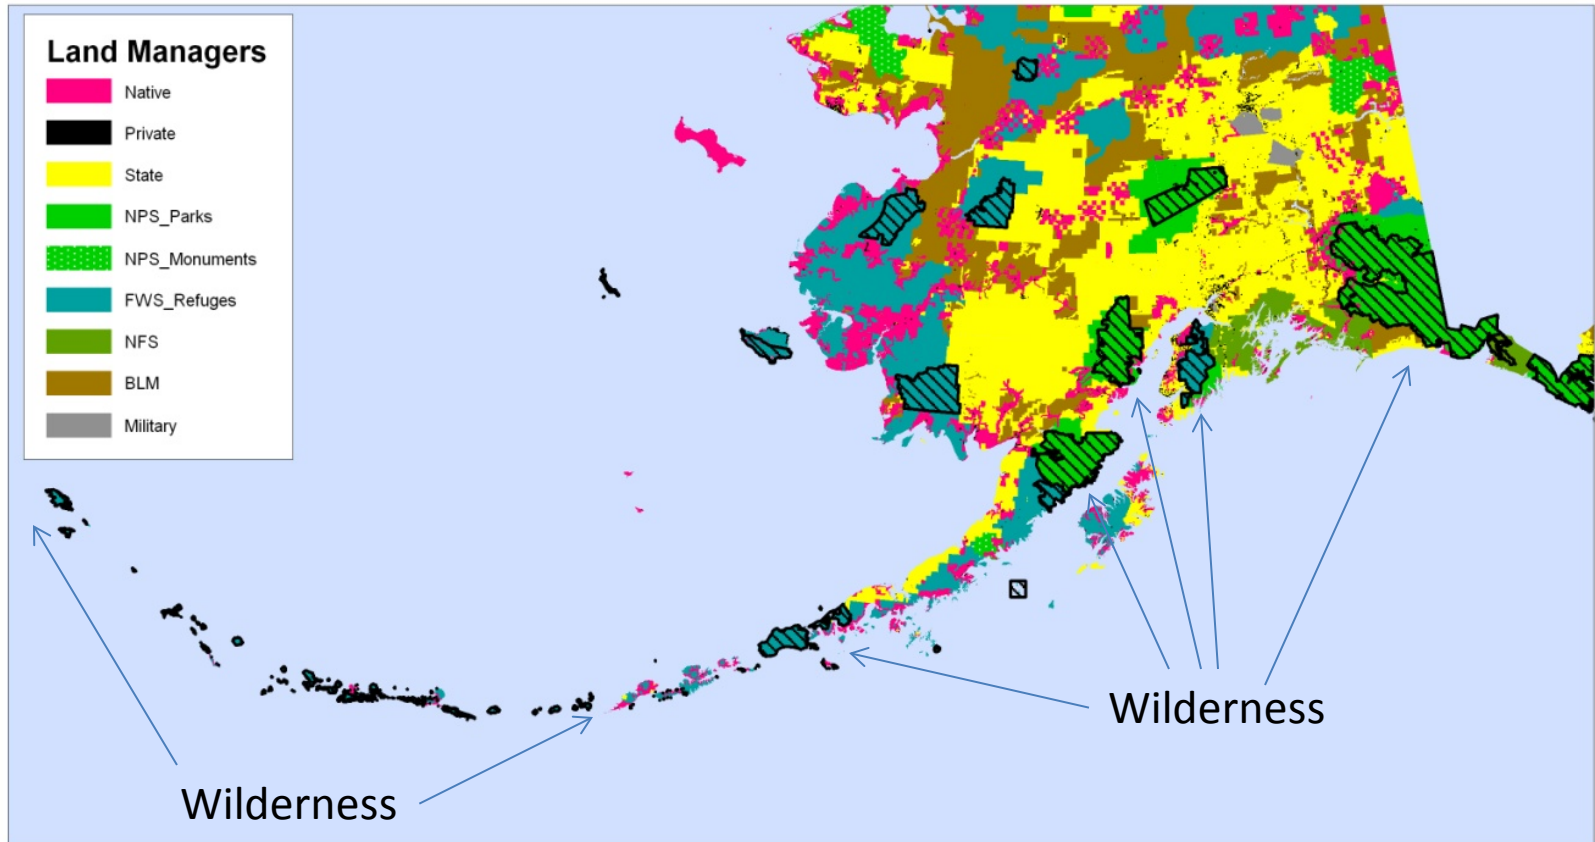 Land Managers
Native
Private
State
NPS_Parks
NPS_Monuments
FWS_Refuges
NFS
BLM
Military
Wilderness
Wilderness